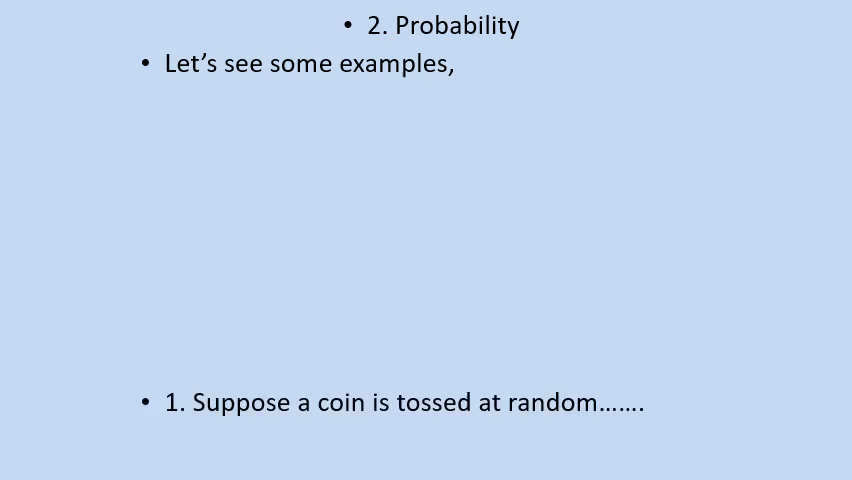 • 2. Probability
• Let’s see some examples,
• 1. Suppose a coin is tossed at random…….